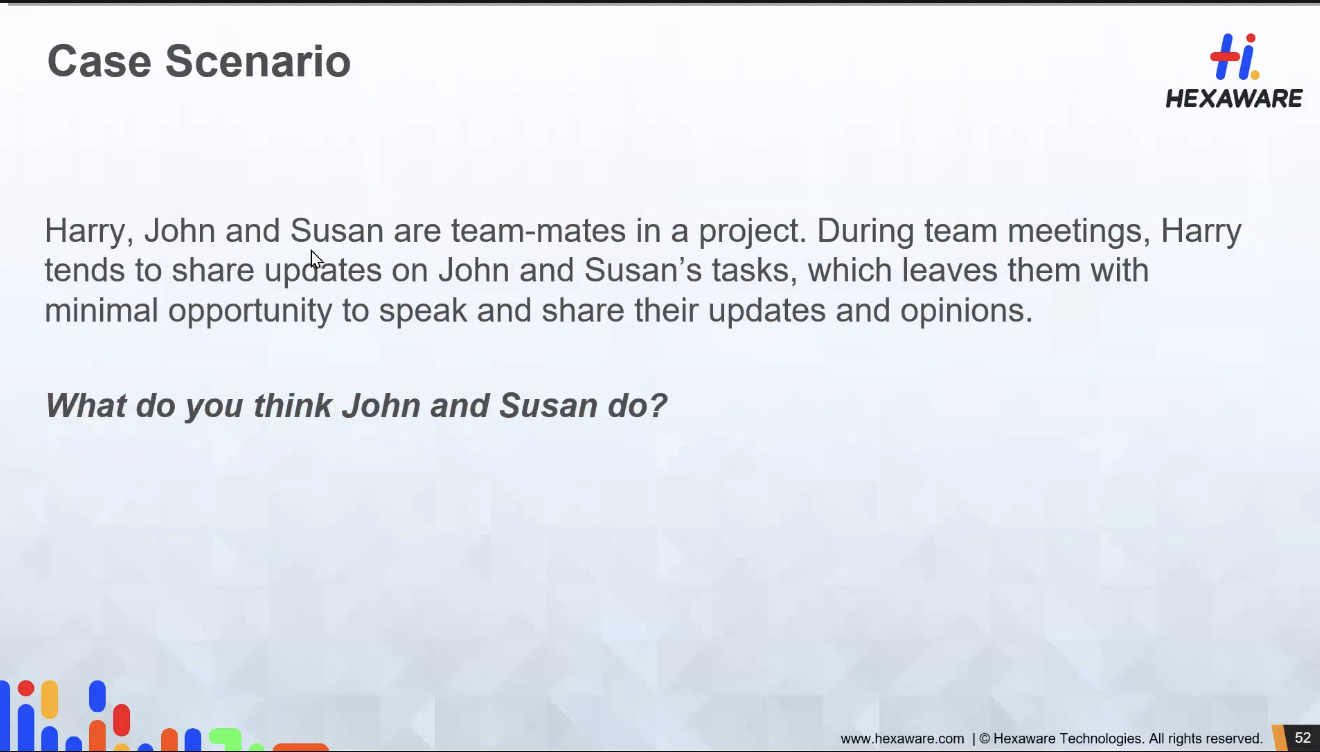 Case Scenario
HEXAWARE
Harry, John and Susan are team-mates in a project. During team meetings, Harry
tends to share updates on John and Susan’s tasks, which leaves them with
minimal opportunity to speak and share their updates and opinions.
What do you think John and Susan do?
www.hexaware.com | © Hexaware Technologies. All rights reserved. 52